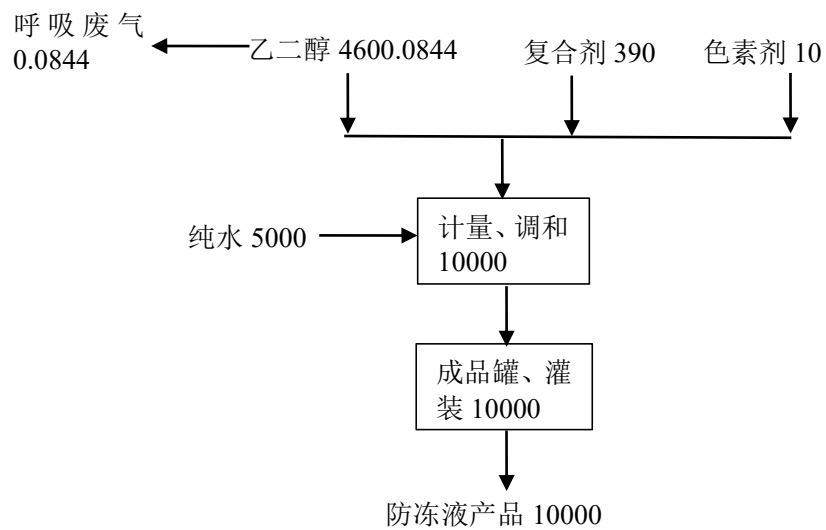 呼吸废气
0.0844
乙二醇 4600.0844
复合剂 390
色素剂 10
纯水 5000
计量、调和
10000
成品罐、灌
装 10000
防冻液产品 10000